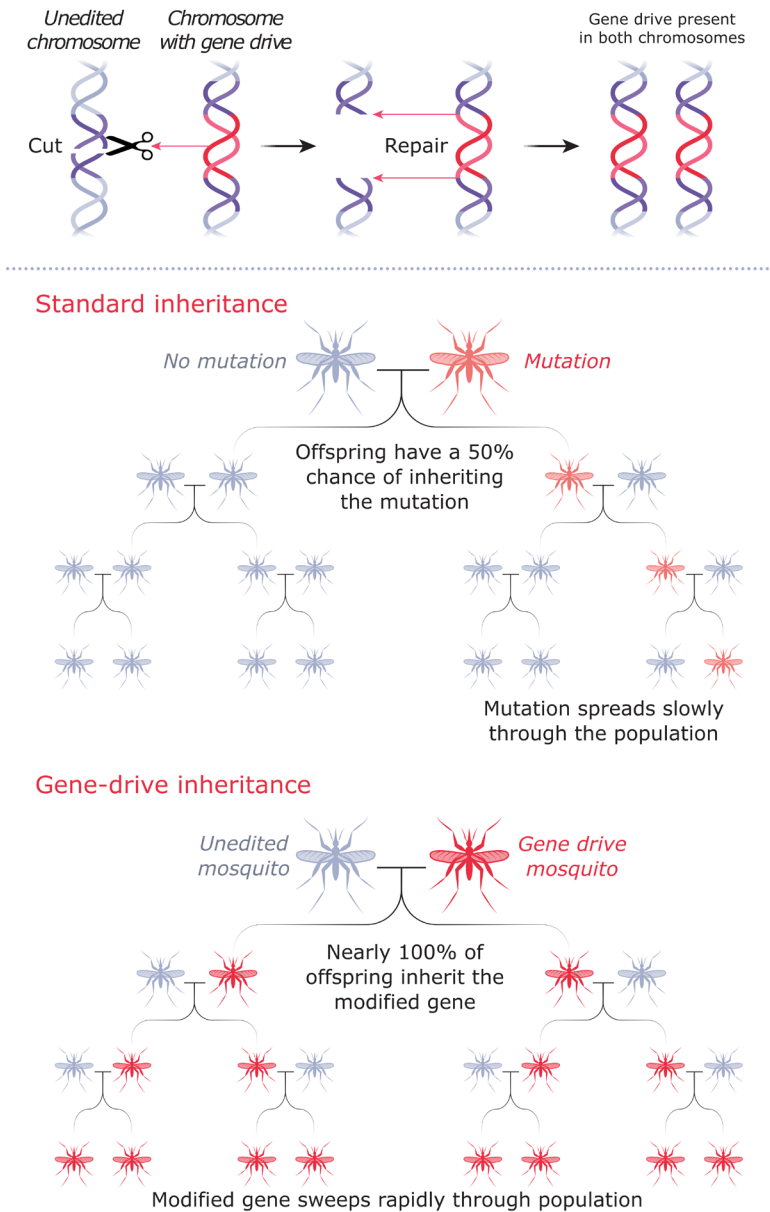 Unedited
chromosome
Chromosome
with gene drive
Gene drive present
in both chromosomes
Cut
Repair
Standard inheritance
No mutation
Mutation
Offspring have a 50%
chance of inheriting
the mutation
Mutation spreads slowly
through the population
Gene-drive inheritance
Unedited
mosquito
Gene drive
mosquito
Nearly 100% of
offspring inherit the
modified gene
Modified gene sweeps rapidly through population